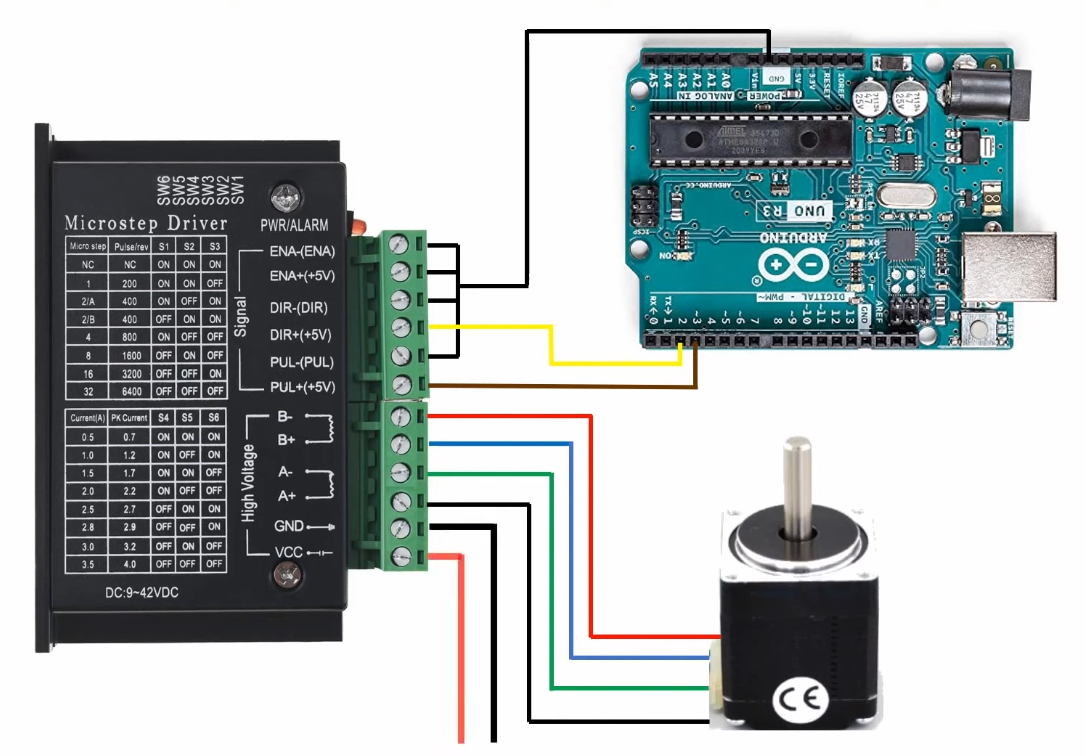 SW6
SW5
SW4
SW3
SW2
SW1
Microstep Driver
PWR/ALARM
Micro step Pulse/rev S1 S2 S3
NC NC ON ON ON
1 200 ON ON OFF
2/A 400 ON OFF ON
2/B 400 OFF ON ON
4 800 ON OFF OFF
8 1600 OFF ON OFF
16 3200 OFF OFF ON
32 6400 OFF OFF OFF
Signal
ENA-(ENA)
ENA+(+5V)
DIR-(DIR)
DIR+(+5V)
PUL-(PUL)
PUL+(+5V)
Current(A) PK Current S4 S5 S6
0.5 0.7 ON ON ON
1.0 1.2 ON OFF ON
1.5 1.7 ON ON OFF
2.0 2.2 ON OFF OFF
2.5 2.7 OFF ON ON
2.8 2.9 OFF OFF ON
3.0 3.2 OFF ON OFF
3.5 4.0 OFF OFF OFF
High Voltage
B-
B+
A-
A+
GND
VCC
DC:9~42VDC
A5
A4
A3
A2
A1
A0
Vin
GND
5V
3.3V
RESET
IOREF
ANALOG IN
POWER
47
25V
47
25V
ATMEL
ARDUINO.CC
ICSP
UNO R3
ARDUINO
ON
RX
TX
L
ICSP2
RESET
DIGITAL - PWM~
RX←0
TX→1
2
~3
4
~5
~6
7
8
~9
~10
~11
12
13
GND
AREF
CE